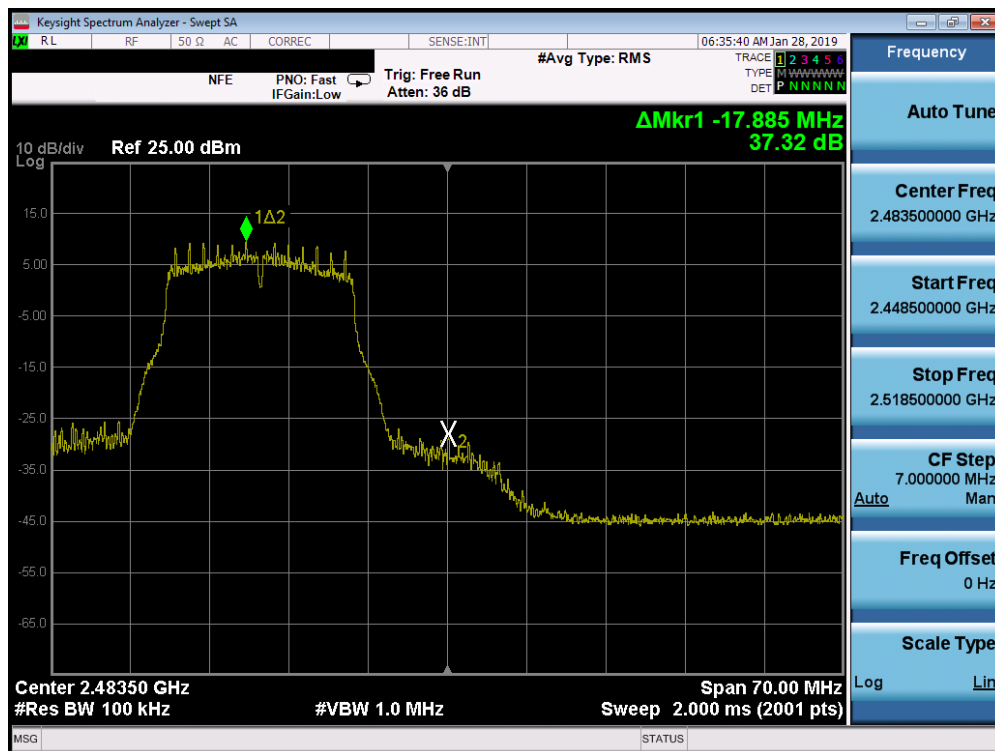 Keysight Spectrum Analyzer - Swept SA
LXI RL RF 50 Ω AC CORREC SENSE:INT 06:35:40 AM Jan 28, 2019
NFE PNO: Fast IFGain:Low Trig: Free Run Atten: 36 dB #Avg Type: RMS
TRACE 1 2 3 4 5 6
TYPE M WWWWW
DET P N N N N N
ΔMkr1 -17.885 MHz
37.32 dB
10 dB/div Ref 25.00 dBm
Log
15.0
1Δ2
5.00
-5.00
-15.0
-25.0
2
-35.0
-45.0
-55.0
-65.0
Center 2.48350 GHz Span 70.00 MHz
#Res BW 100 kHz #VBW 1.0 MHz Sweep 2.000 ms (2001 pts)
MSG STATUS
Frequency
Auto Tune
Center Freq
2.483500000 GHz
Start Freq
2.448500000 GHz
Stop Freq
2.518500000 GHz
CF Step
7.000000 MHz
Auto Man
Freq Offset
0 Hz
Scale Type
Log Lin